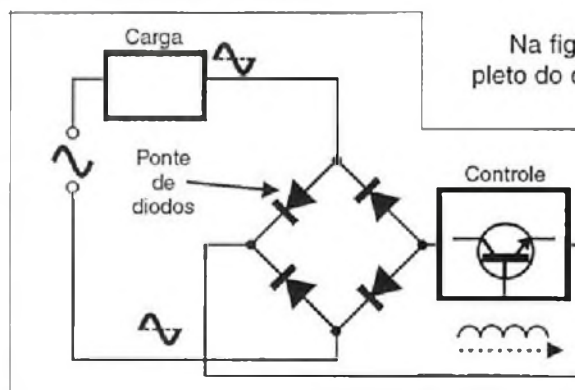 Carga
Na fig
pleto do
Ponte
de
diodos
Controle